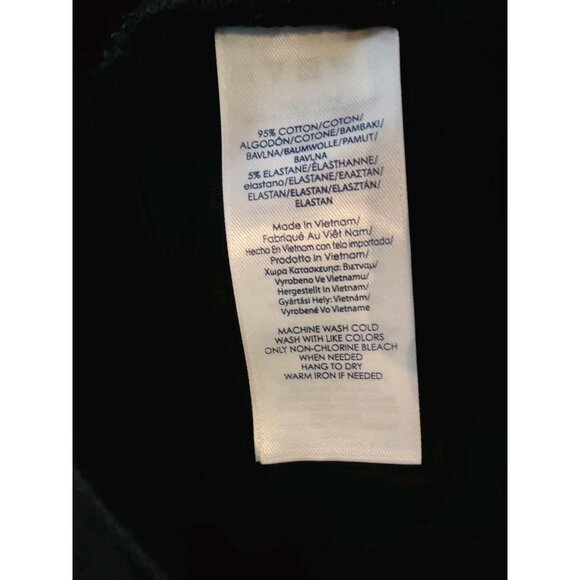 95% COTTON/COTON/
ALGODÓN/COTONE/BAMBAKI/
BAVLNA/BAUMWOLLE/PAMUT/
BAVLNA
5% ELASTANE/ÉLASTHANNE/
elastano/ELASTANE/ΕΛΑΣΤΑΝ/
ELASTAN/ELASTAN/ELASZTÁN/
ELASTAN
Made In Vietnam/
Fabriqué Au Viêt Nam/
Hecha En Vietnam con tela importada/
Prodotto In Vietnam/
Χωρα Κατασκευησ: Βιετναμ/
Vyrobeno Ve Vietnamu/
Hergestellt In Vietnam/
Gyártási Hely: Vietnám/
Vyrobené Vo Vietname
MACHINE WASH COLD
WASH WITH LIKE COLORS
ONLY NON-CHLORINE BLEACH
WHEN NEEDED
HANG TO DRY
WARM IRON IF NEEDED